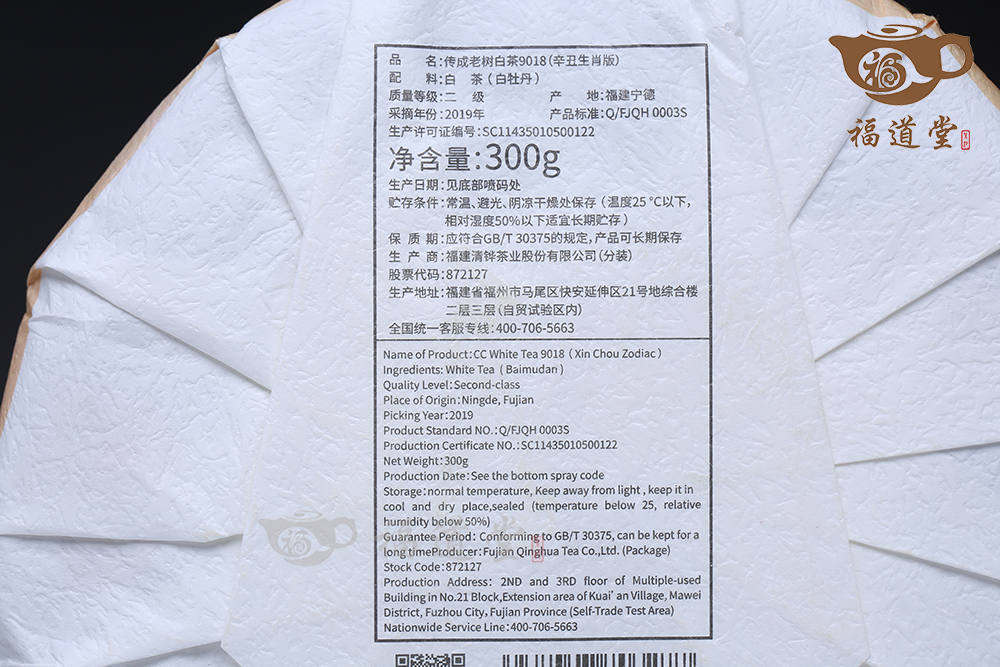 福道堂
品 名:传成老树白茶9018(辛丑生肖版)
配 料:白 茶(白牡丹)
质量等级:二 级 产 地:福建宁德
采摘年份:2019年 产品标准:Q/FJQH 0003S
生产许可证编号:SC11435010500122
净含量:300g
生产日期:见底部喷码处
贮存条件:常温、避光、阴凉干燥处保存(温度25℃以下,
相对湿度50%以下适宜长期贮存)
保 质 期:应符合GB/T 30375的规定,产品可长期保存
生 产 商:福建清铧茶业股份有限公司(分装)
股票代码:872127
生产地址:福建省福州市马尾区快安延伸区21号地综合楼
二层三层(自贸试验区内)
全国统一客服专线:400-706-5663
Name of Product:CC White Tea 9018(Xin Chou Zodiac)
Ingredients: White Tea(Baimudan)
Quality Level:Second-class
Place of Origin:Ningde, Fujian
Picking Year:2019
Product Standard NO.:Q/FJQH 0003S
Production Certificate NO.:SC11435010500122
Net Weight:300g
Production Date:See the bottom spray code
Storage:normal temperature, Keep away from light , keep it in
cool and dry place,sealed (temperature below 25, relative
humidity below 50%)
Guarantee Period: Conforming to GB/T 30375, can be kept for a
long timeProducer:Fujian Qinghua Tea Co.,Ltd. (Package)
Stock Code:872127
Production Address: 2ND and 3RD floor of Multiple-used
Building in No.21 Block,Extension area of Kuai'an Village, Mawei
District, Fuzhou City, Fujian Province (Self-Trade Test Area)
Nationwide Service Line:400-706-5663
福道堂